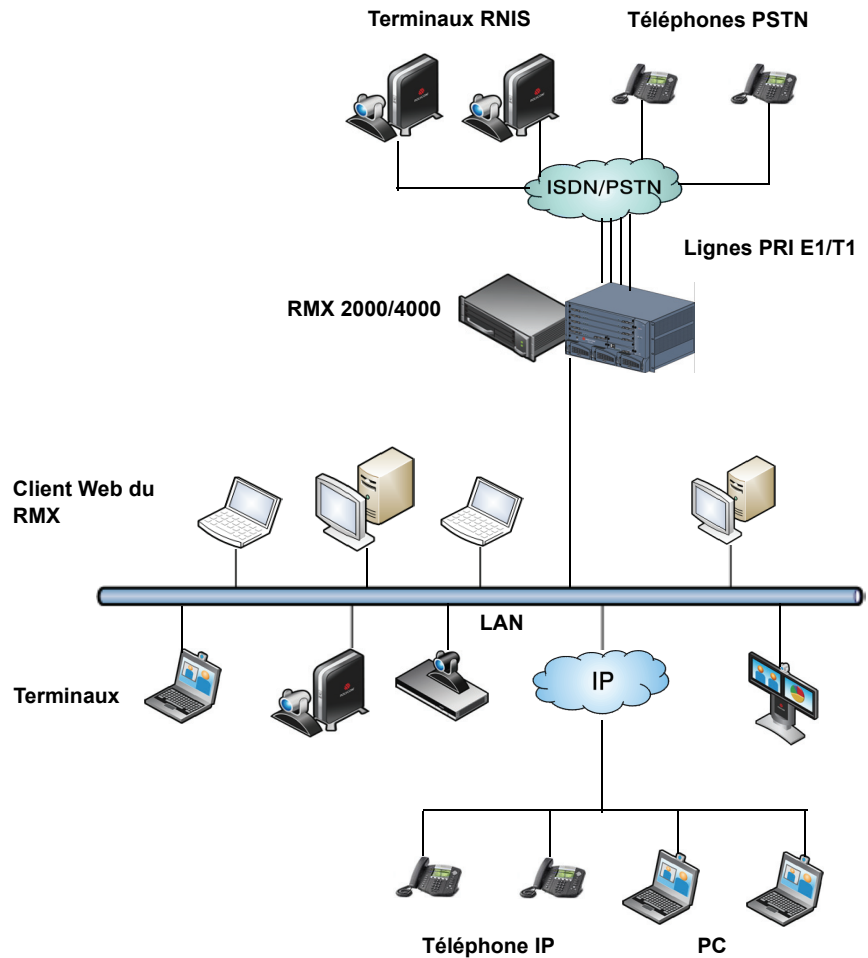 Terminaux RNIS
Téléphones PSTN
ISDN/PSTN
Lignes PRI E1/T1
RMX 2000/4000
Client Web du
RMX
LAN
Terminaux
IP
Téléphone IP
PC